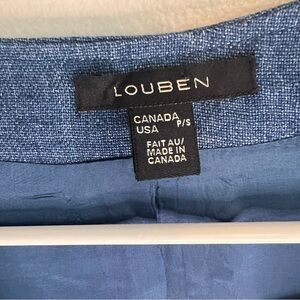 LOUBEN
CANADA
USA P/S
FAIT AU/
MADE IN
CANADA